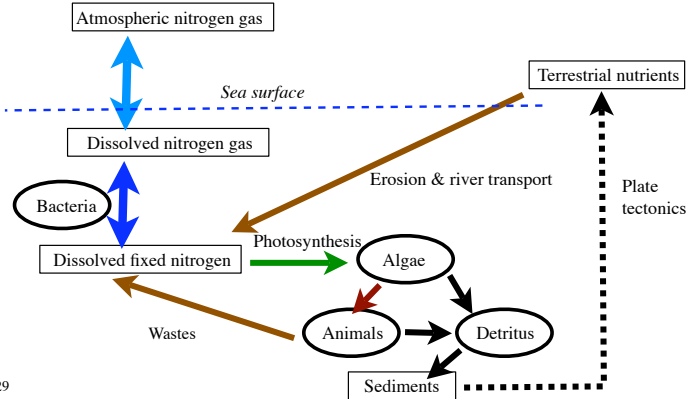 Atmospheric nitrogen gas
Sea surface
Terrestrial nutrients
Dissolved nitrogen gas
Erosion & river transport
Plate
tectonics
Bacteria
Photosynthesis
Dissolved fixed nitrogen
Algae
Wastes
Animals
Detritus
Sediments
29